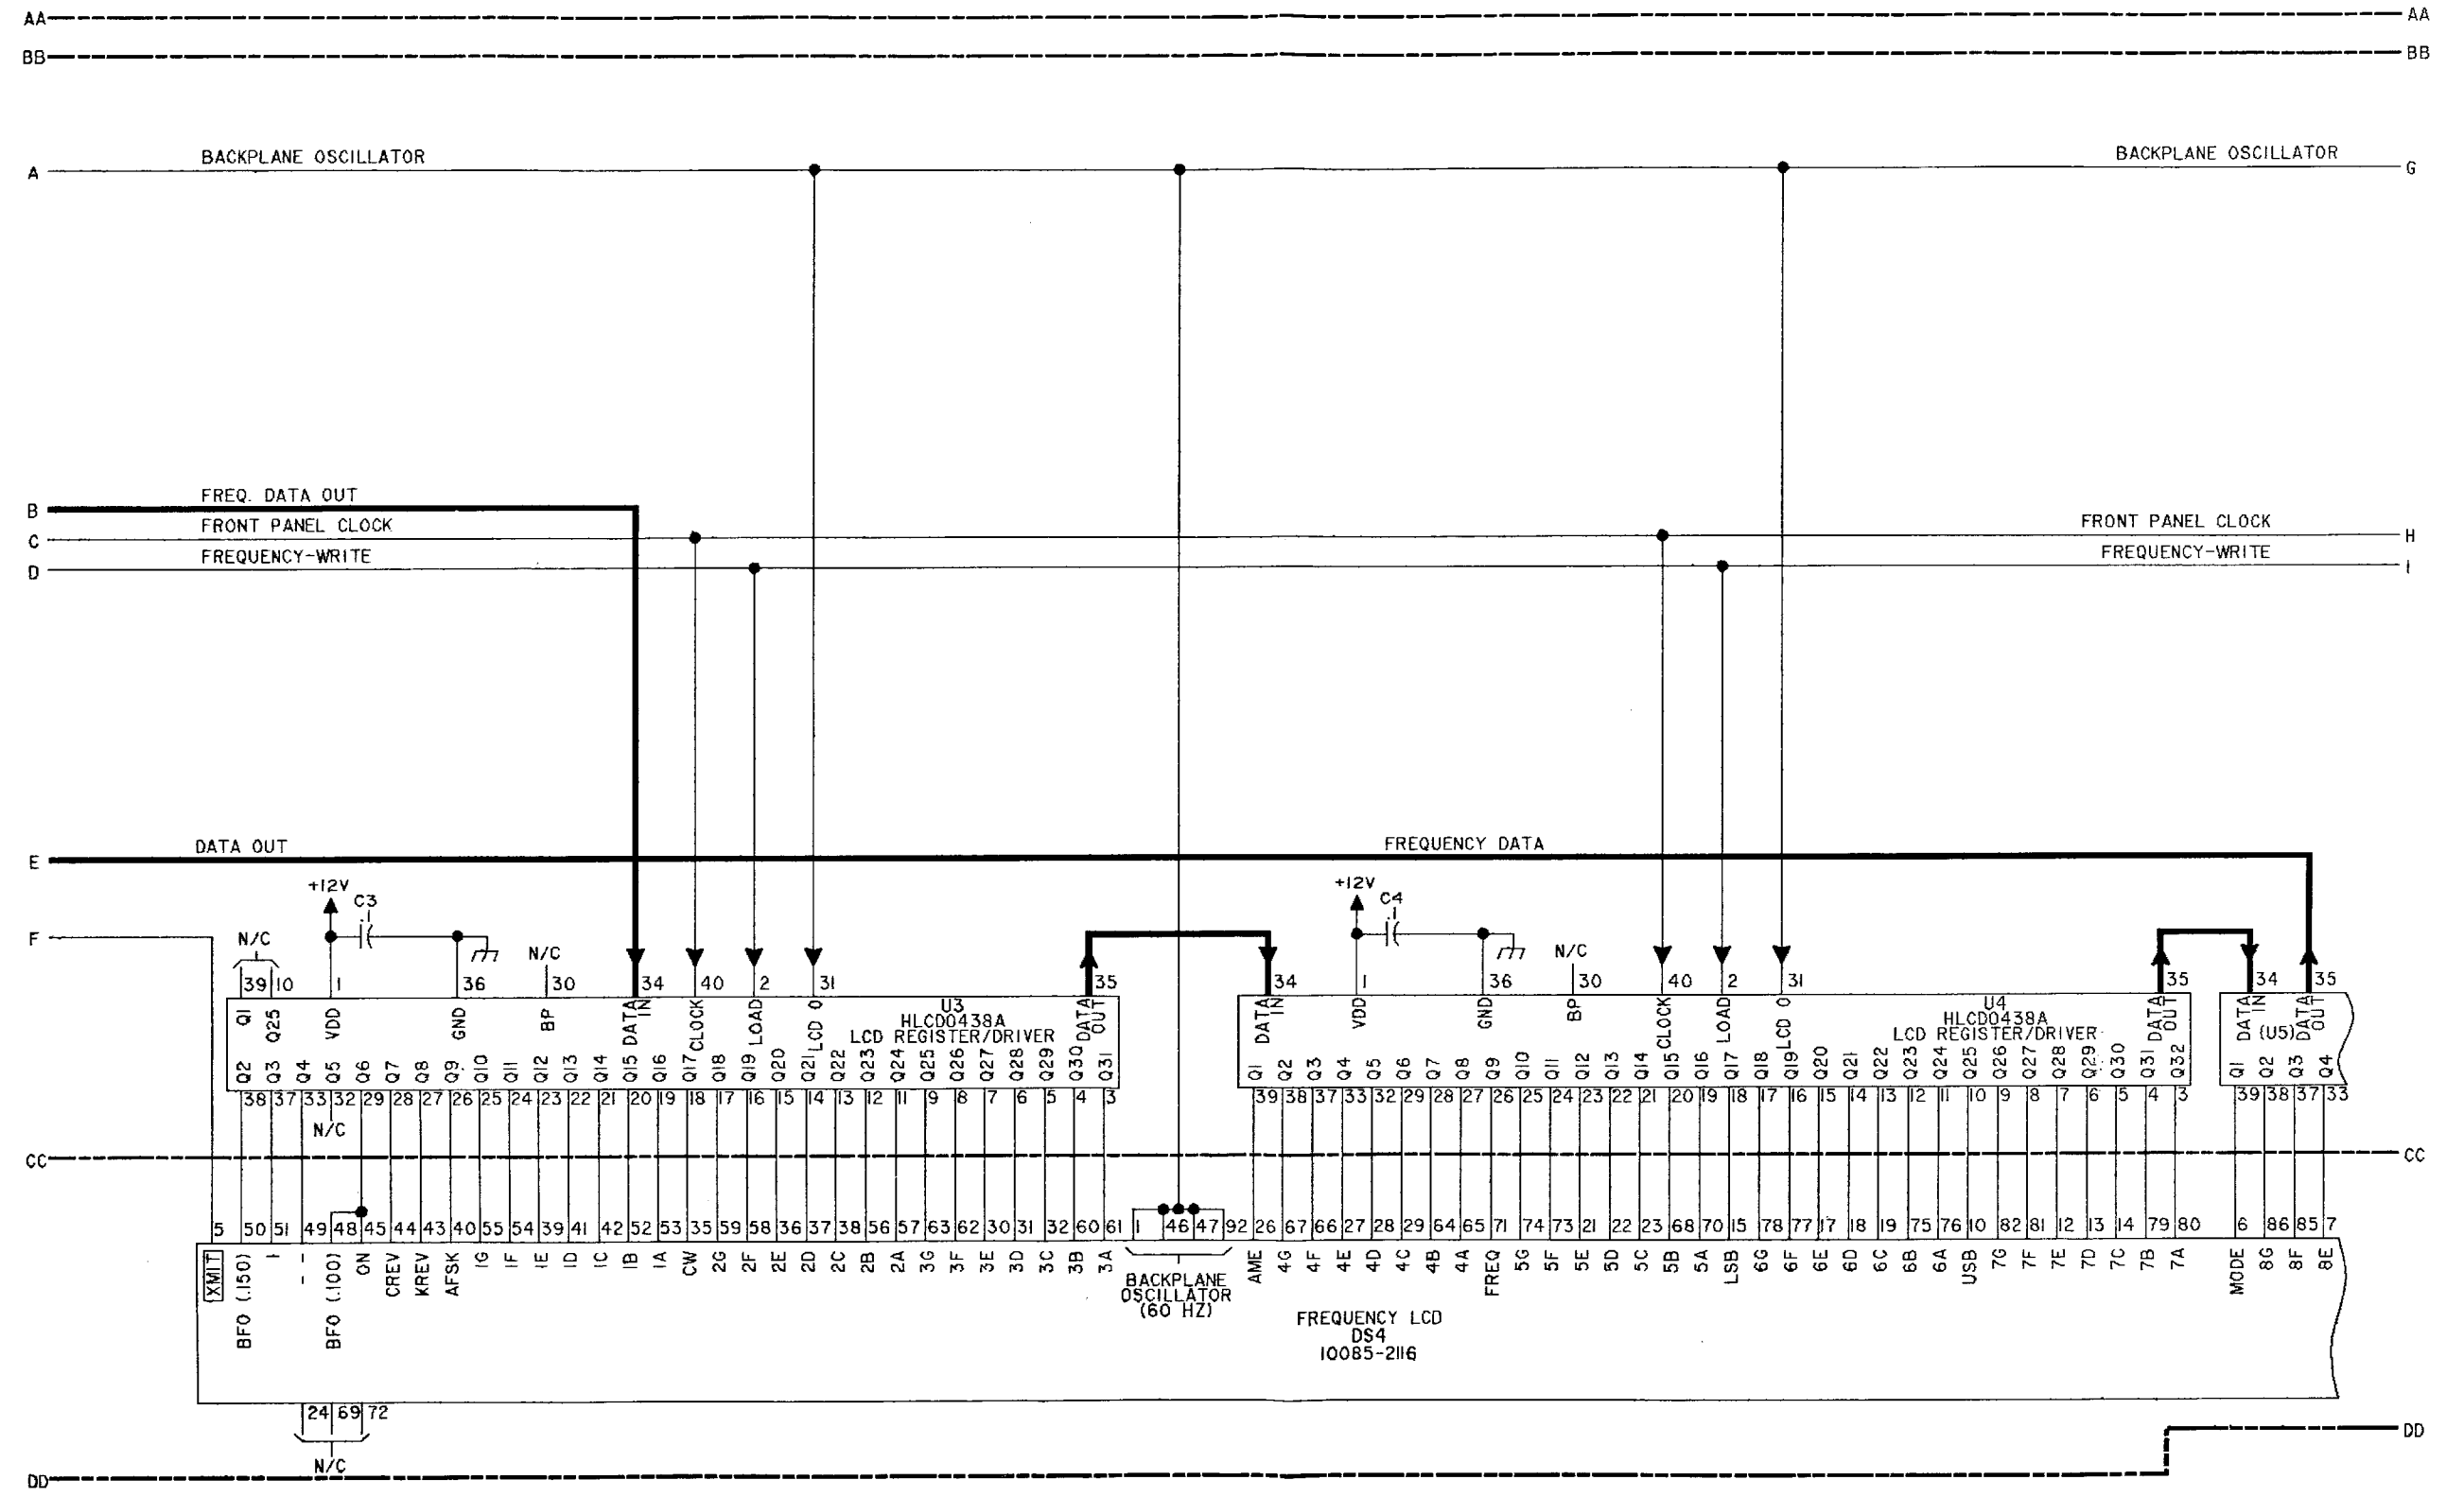 AA AA
BB BB
BACKPLANE OSCILLATOR BACKPLANE OSCILLATOR
A G
FREQ. DATA OUT
B
FRONT PANEL CLOCK FRONT PANEL CLOCK
C H
FREQUENCY-WRITE FREQUENCY-WRITE
D I
DATA OUT FREQUENCY DATA
E
+12V +12V
C3 C4
.1 .1
F
N/C N/C N/C
39 10 1 36 30 34 40 2 31 35 34 1 36 30 40 2 31 35 34 35
Q1 Q25 VDD GND BP DATA IN CLOCK LOAD LCD O DATA OUT
U3
HLCD0438A
LCD REGISTER/DRIVER
DATA IN VDD GND BP CLOCK LOAD LCD O DATA OUT
U4
HLCD0438A
LCD REGISTER/DRIVER
DATA IN (U5) DATA OUT
Q2 Q3 Q4 Q5 Q6 Q7 Q8 Q9 Q10 Q11 Q12 Q13 Q14 Q15 Q16 Q17 Q18 Q19 Q20 Q21 Q22 Q23 Q24 Q25 Q26 Q27 Q28 Q29 Q30 Q31
Q1 Q2 Q3 Q4 Q5 Q6 Q7 Q8 Q9 Q10 Q11 Q12 Q13 Q14 Q15 Q16 Q17 Q18 Q19 Q20 Q21 Q22 Q23 Q24 Q25 Q26 Q27 Q28 Q29 Q30 Q31 Q32
Q1 Q2 Q3 Q4
38 37 33 32 29 28 27 26 25 24 23 22 21 20 19 18 17 16 15 14 13 12 11 9 8 7 6 5 4 3
39 38 37 33 32 29 28 27 26 25 24 23 22 21 20 19 18 17 16 15 14 13 12 11 10 9 8 7 6 5 4 3
39 38 37 33
N/C
CC CC
5 50 51 49 48 45 44 43 40 55 54 39 41 42 52 53 35 59 58 36 37 38 56 57 63 62 30 31 32 60 61 1 46 47 92 26 67 66 27 28 29 64 65 71 74 73 21 22 23 68 70 15 78 77 17 18 19 75 76 10 82 81 12 13 14 79 80 6 86 85 7
XMIT BFO (.150) I -- BFO (.100) ON CREV KREV AFSK 1G 1F 1E 1D 1C 1B 1A CW 2G 2F 2E 2D 2C 2B 2A 3G 3F 3E 3D 3C 3B 3A
BACKPLANE
OSCILLATOR
(60 HZ)
AME 4G 4F 4E 4D 4C 4B 4A FREQ 5G 5F 5E 5D 5C 5B 5A LSB 6G 6F 6E 6D 6C 6B 6A USB 7G 7F 7E 7D 7C 7B 7A MODE 8G 8F 8E
FREQUENCY LCD
DS4
10085-2116
24 69 72
N/C
DD DD